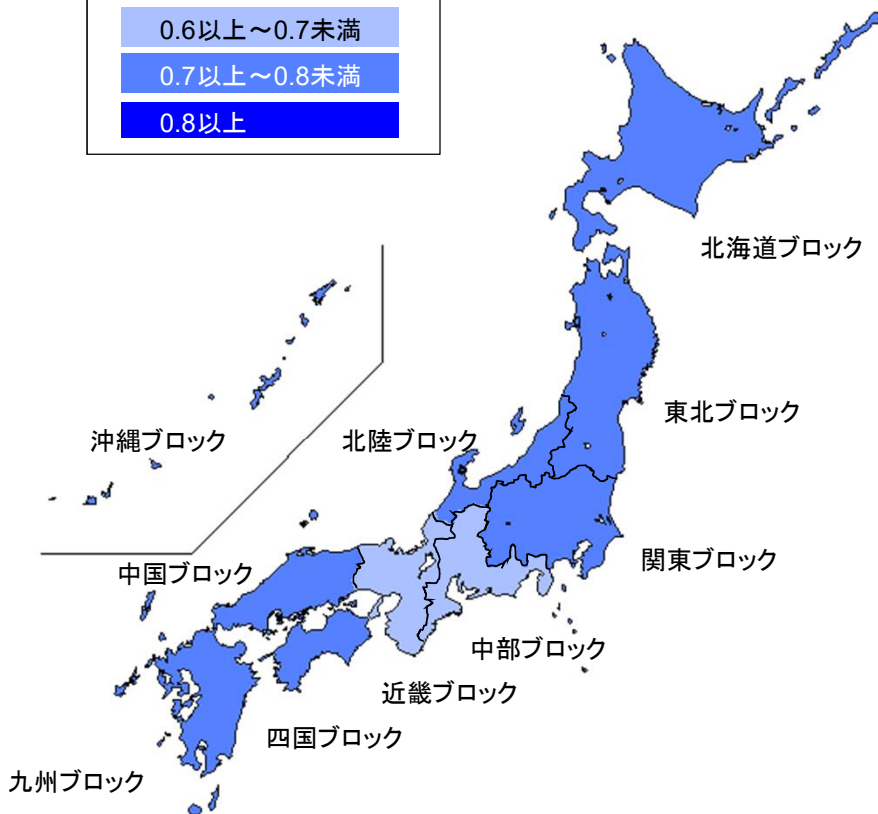 0.6以上～0.7未満
0.7以上～0.8未満
0.8以上
北海道ブロック
東北ブロック
沖縄ブロック
北陸ブロック
関東ブロック
中国ブロック
中部ブロック
近畿ブロック
四国ブロック
九州ブロック